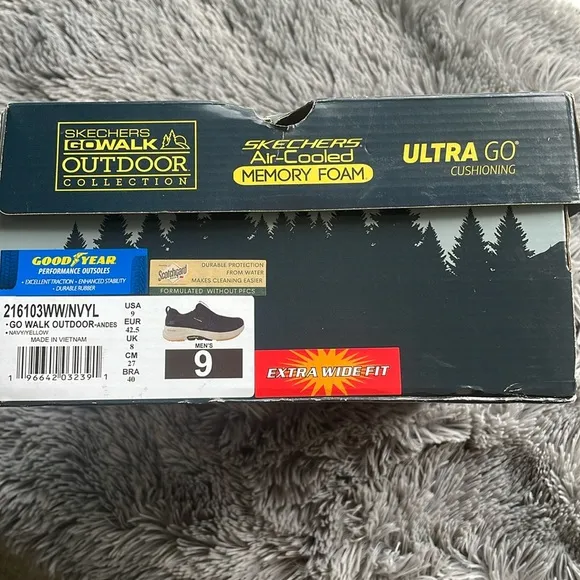 SKECHERS
GOWALK
OUTDOOR
COLLECTION
SKECHERS
Air-Cooled
MEMORY FOAM
ULTRA GO®
CUSHIONING
GOODYEAR
PERFORMANCE OUTSOLES
• EXCELLENT TRACTION • ENHANCED STABILITY
• DURABLE RUBBER
Scotchgard
DURABLE PROTECTION
FROM WATER
MAKES CLEANING EASIER
FORMULATED WITHOUT PFCS
216103WW/NVYL
•GO WALK OUTDOOR-ANDES
• NAVY/YELLOW
MADE IN VIETNAM
1 96642 03239 1
USA
9
EUR
42.5
UK
8
CM
27
BRA
40
MEN'S
9
EXTRA WIDE FIT